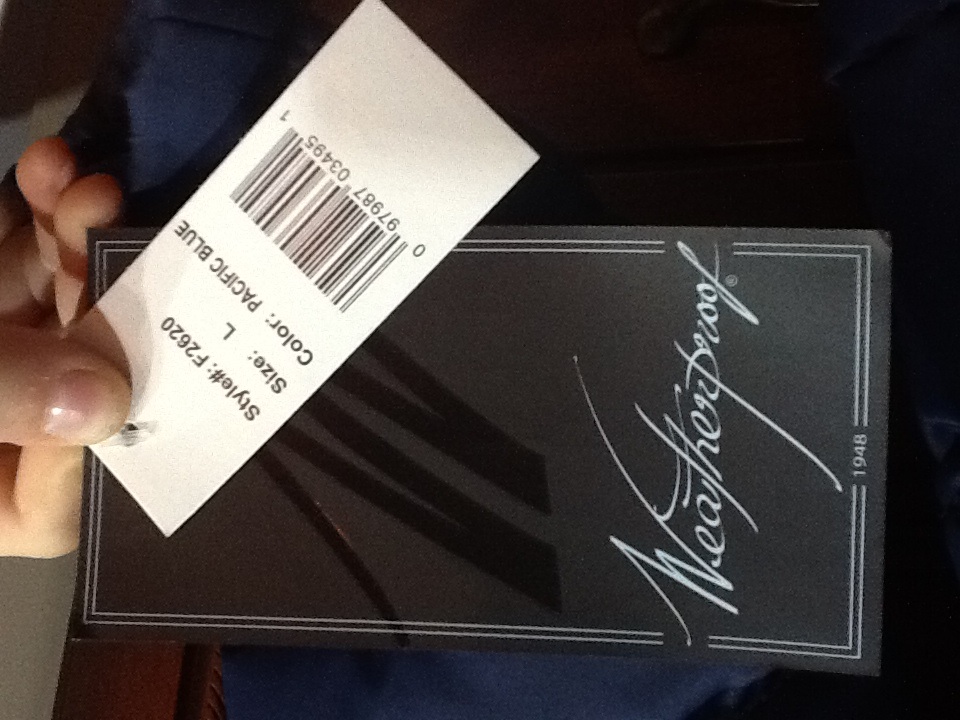 Style#: F2620
Size: L
Color: PACIFIC BLUE
0 97987 03495 1
Weatherproof®
1948